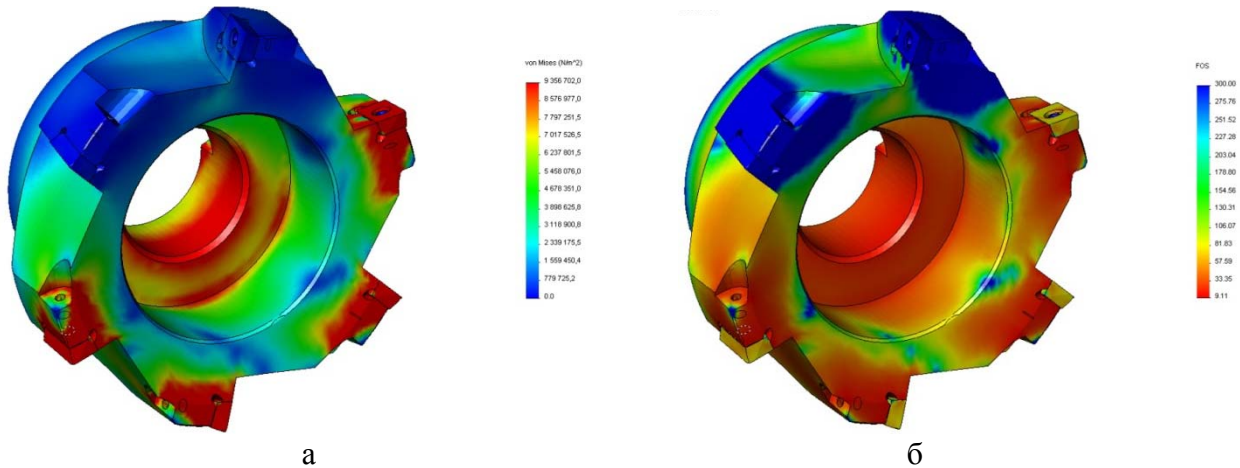 von Mises (N/m^2)
9 356 702,0
8 576 977,0
7 797 251,5
7 017 526,5
6 237 801,5
5 458 076,0
4 678 351,0
3 898 625,8
3 118 900,8
2 339 175,5
1 559 450,4
779 725,2
0.0
а
FOS
300.00
275.76
251.52
227.28
203.04
178.80
154.56
130.31
106.07
81.83
57.59
33.35
9.11
б